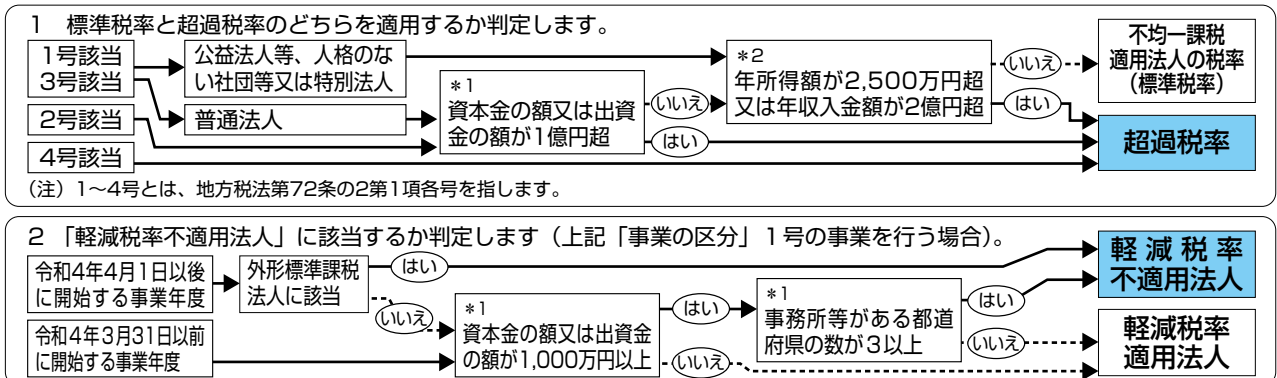 1　標準税率と超過税率のどちらを適用するか判定します。
1号該当
3号該当
2号該当
4号該当
公益法人等、人格のな
い社団等又は特別法人
普通法人
＊1
資本金の額又は出資
金の額が1億円超
いいえ
はい
＊2
年所得額が2,500万円超
又は年収入金額が2億円超
いいえ
はい
不均一課税
適用法人の税率
（標準税率）
超過税率
（注）1～4号とは、地方税法第72条の2第1項各号を指します。
2　「軽減税率不適用法人」に該当するか判定します（上記「事業の区分」1号の事業を行う場合）。
令和4年4月1日以後
に開始する事業年度
令和4年3月31日以前
に開始する事業年度
外形標準課税
法人に該当
はい
いいえ
＊1
資本金の額又は出資金
の額が1,000万円以上
はい
いいえ
＊1
事務所等がある都道
府県の数が3以上
はい
いいえ
軽減税率
不適用法人
軽減税率
適用法人